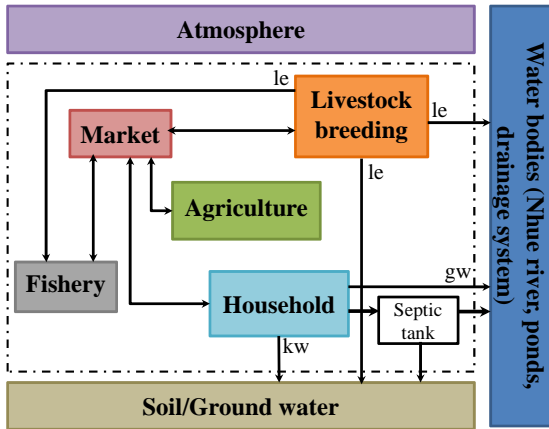 Atmosphere
le
Livestock
breeding
le
Market
le
Agriculture
Fishery
Household
gw
Septic
tank
kw
Soil/Ground water
Water bodies (Nhue river, ponds,
drainage system)